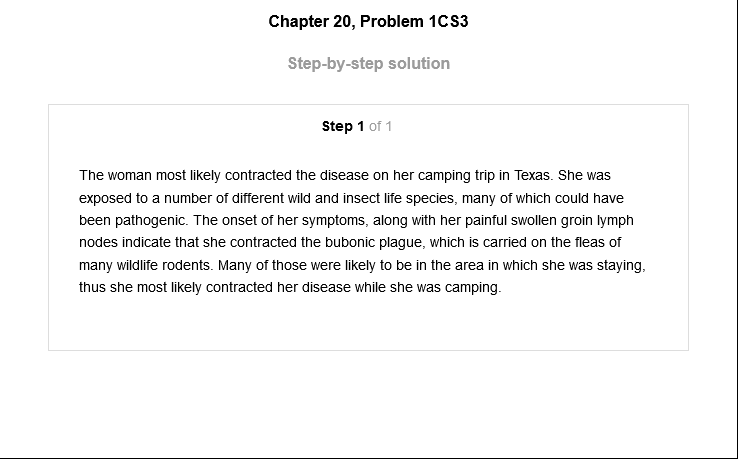 Chapter 20, Problem 1CS3
Step-by-step solution
Step 1 of 1
The woman most likely contracted the disease on her camping trip in Texas. She was
exposed to a number of different wild and insect life species, many of which could have
been pathogenic. The onset of her symptoms, along with her painful swollen groin lymph
nodes indicate that she contracted the bubonic plague, which is carried on the fleas of
many wildlife rodents. Many of those were likely to be in the area in which she was staying,
thus she most likely contracted her disease while she was camping.